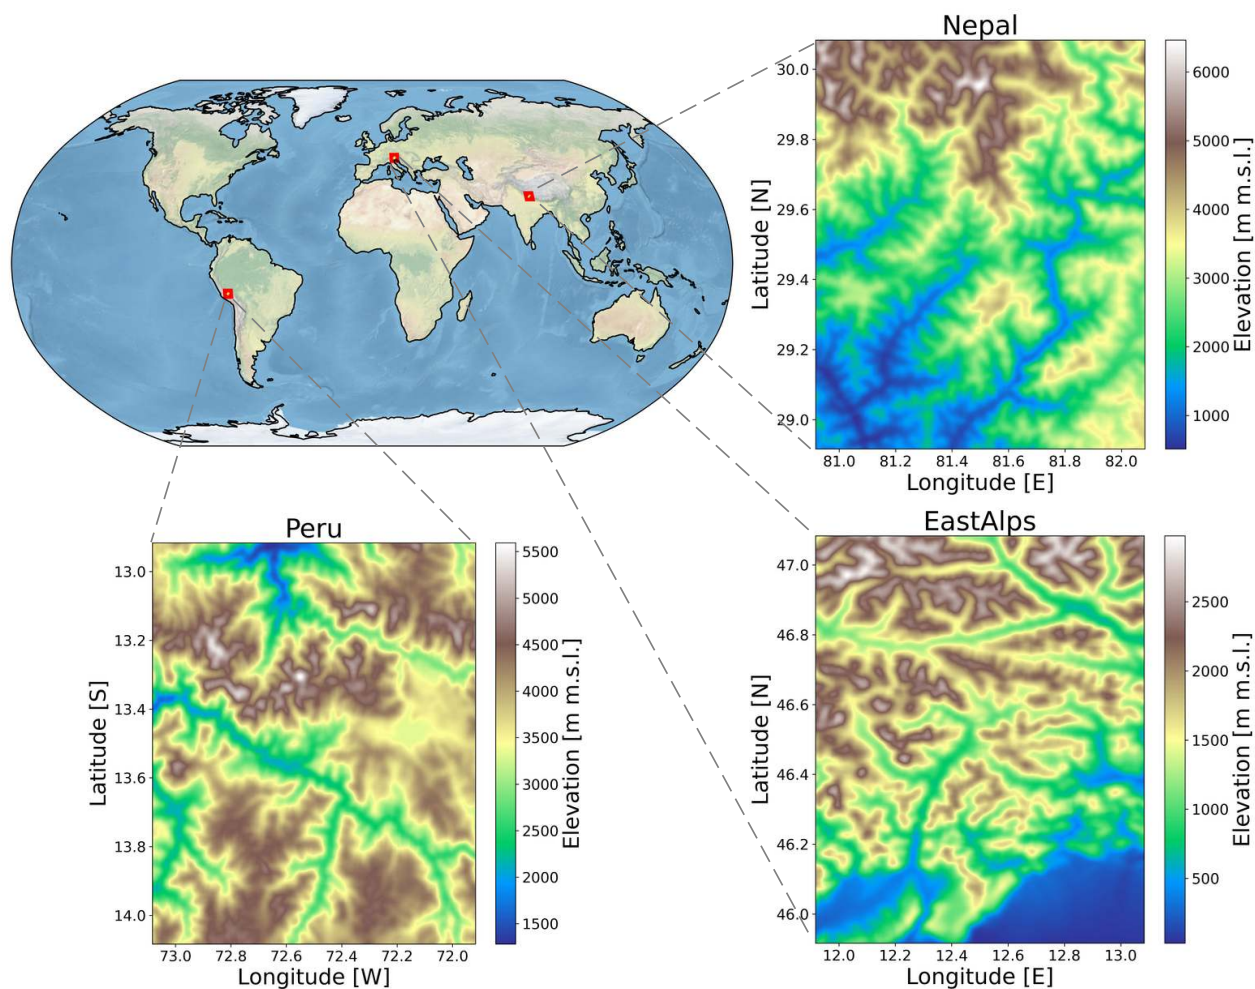 Nepal
30.0
29.8
29.6
29.4
29.2
29.0
Latitude [N]
81.0 81.2 81.4 81.6 81.8 82.0
Longitude [E]
6000
5000
4000
3000
2000
1000
Elevation [m m.s.l.]
Peru
13.0
13.2
13.4
13.6
13.8
14.0
Latitude [S]
73.0 72.8 72.6 72.4 72.2 72.0
Longitude [W]
5500
5000
4500
4000
3500
3000
2500
2000
1500
Elevation [m m.s.l.]
EastAlps
47.0
46.8
46.6
46.4
46.2
46.0
Latitude [N]
12.0 12.2 12.4 12.6 12.8 13.0
Longitude [E]
2500
2000
1500
1000
500
Elevation [m m.s.l.]